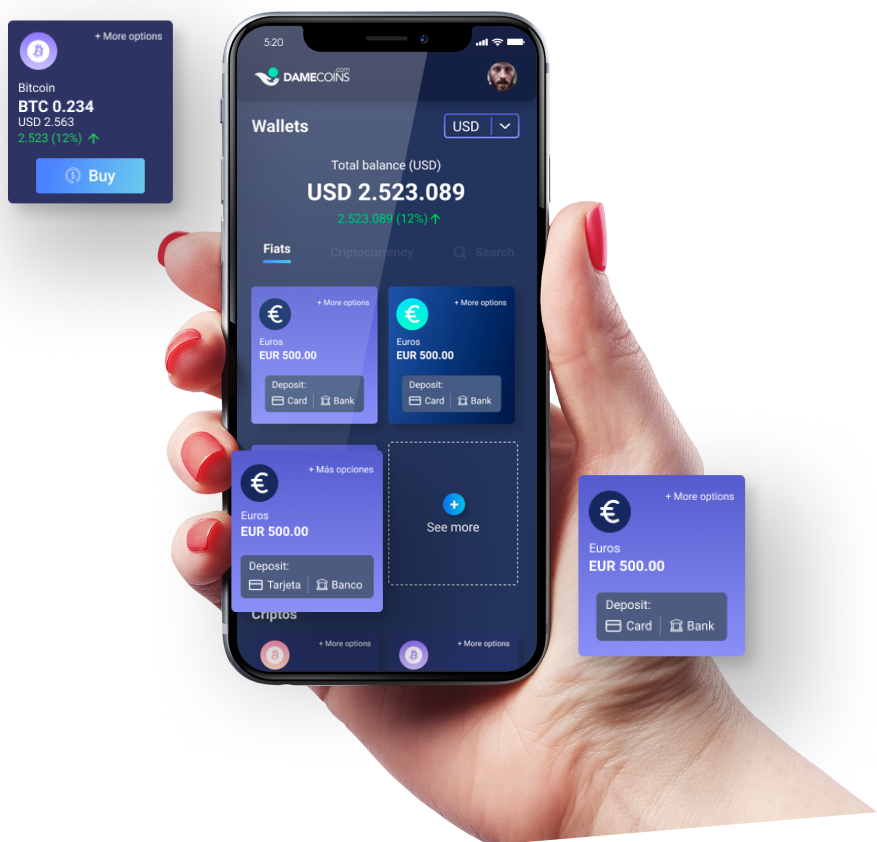 + More options
Bitcoin
BTC 0.234
USD 2.563
2.523 (12%)
Buy
5:20
DAMECOINS
.com
Wallets
USD
Total balance (USD)
USD 2.523.089
2.523.089 (12%)
Fiats Criptocurrency Search
+ More options
Euros
EUR 500.00
Deposit:
Card Bank
+ More options
Euros
EUR 500.00
Deposit:
Card Bank
+ Más opciones
Euros
EUR 500.00
Deposit:
Tarjeta Banco
See more
+ More options
Euros
EUR 500.00
Deposit:
Card Bank
Criptos
+ More options
+ More options